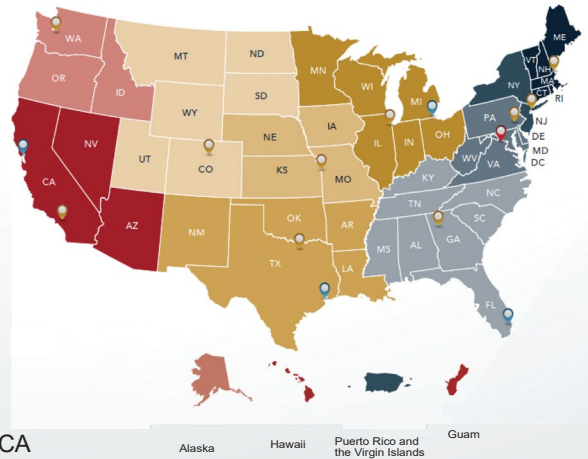 WA
ME
MT
ND
VT
MN
NH
OR
ID
WI
MA
NY
SD
CT
RI
MI
WY
PA
NJ
IA
NE
OH
DE
IL
IN
MD
NV
UT
WV
VA
DC
CO
KS
MO
KY
CA
NC
TN
OK
AR
SC
AZ
NM
MS
AL
GA
TX
LA
FL
CA
Alaska
Hawaii
Puerto Rico and
the Virgin Islands
Guam